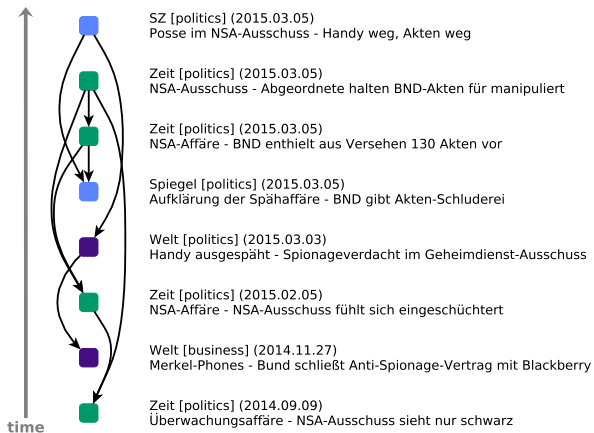 SZ [politics] (2015.03.05)
Posse im NSA-Ausschuss - Handy weg, Akten weg
Zeit [politics] (2015.03.05)
NSA-Ausschuss - Abgeordnete halten BND-Akten für manipuliert
Zeit [politics] (2015.03.05)
NSA-Affäre - BND enthielt aus Versehen 130 Akten vor
Spiegel [politics] (2015.03.05)
Aufklärung der Spähaffäre - BND gibt Akten-Schluderei
Welt [politics] (2015.03.03)
Handy ausgespäht - Spionageverdacht im Geheimdienst-Ausschuss
Zeit [politics] (2015.02.05)
NSA-Affäre - NSA-Ausschuss fühlt sich eingeschüchtert
Welt [business] (2014.11.27)
Merkel-Phones - Bund schließt Anti-Spionage-Vertrag mit Blackberry
Zeit [politics] (2014.09.09)
Überwachungsaffäre - NSA-Ausschuss sieht nur schwarz
time